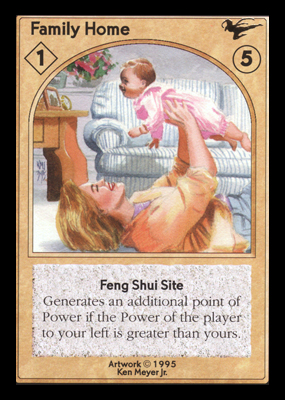 Family Home
1
5
Feng Shui Site
Generates an additional point of
Power if the Power of the player
to your left is greater than yours.
Artwork © 1995
Ken Meyer Jr.